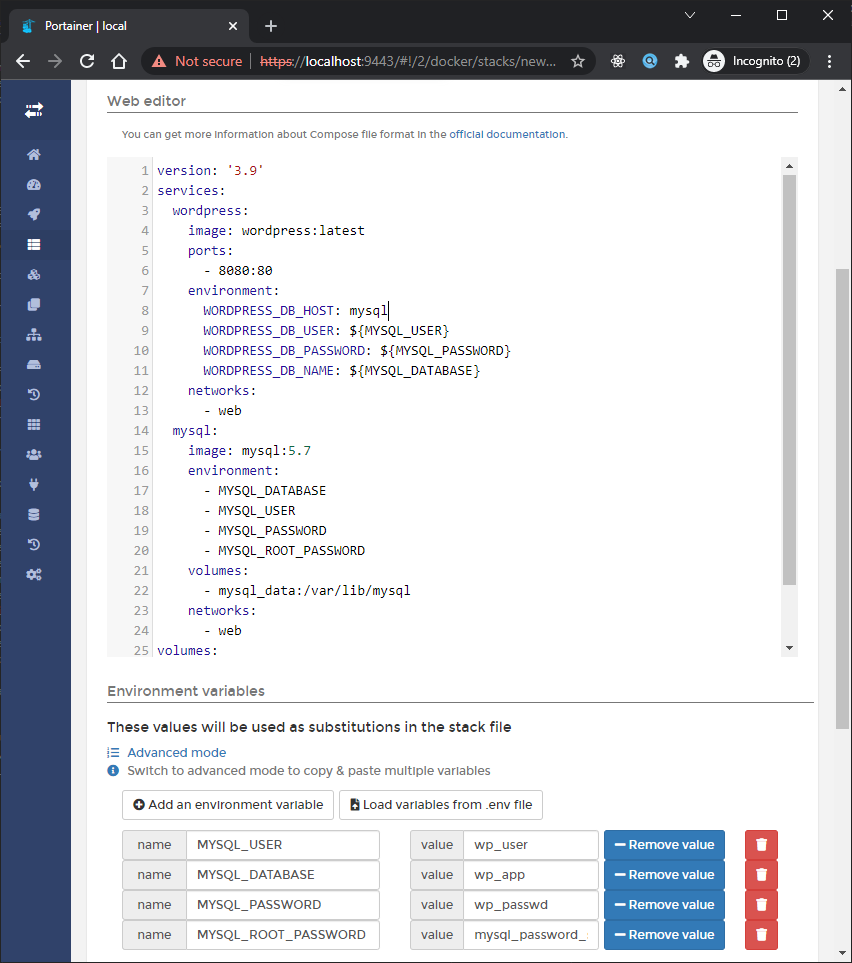 Portainer | local
Not secure | https://localhost:9443/#!/2/docker/stacks/new... Incognito (2)
Web editor
You can get more information about Compose file format in the official documentation.
1 version: '3.9'
2 services:
3   wordpress:
4     image: wordpress:latest
5     ports:
6       - 8080:80
7     environment:
8       WORDPRESS_DB_HOST: mysql
9       WORDPRESS_DB_USER: ${MYSQL_USER}
10       WORDPRESS_DB_PASSWORD: ${MYSQL_PASSWORD}
11       WORDPRESS_DB_NAME: ${MYSQL_DATABASE}
12     networks:
13       - web
14   mysql:
15     image: mysql:5.7
16     environment:
17       - MYSQL_DATABASE
18       - MYSQL_USER
19       - MYSQL_PASSWORD
20       - MYSQL_ROOT_PASSWORD
21     volumes:
22       - mysql_data:/var/lib/mysql
23     networks:
24       - web
25 volumes:
Environment variables
These values will be used as substitutions in the stack file
Advanced mode
Switch to advanced mode to copy & paste multiple variables
Add an environment variable Load variables from .env file
name MYSQL_USER value wp_user Remove value
name MYSQL_DATABASE value wp_app Remove value
name MYSQL_PASSWORD value wp_passwd Remove value
name MYSQL_ROOT_PASSWORD value mysql_password_ Remove value